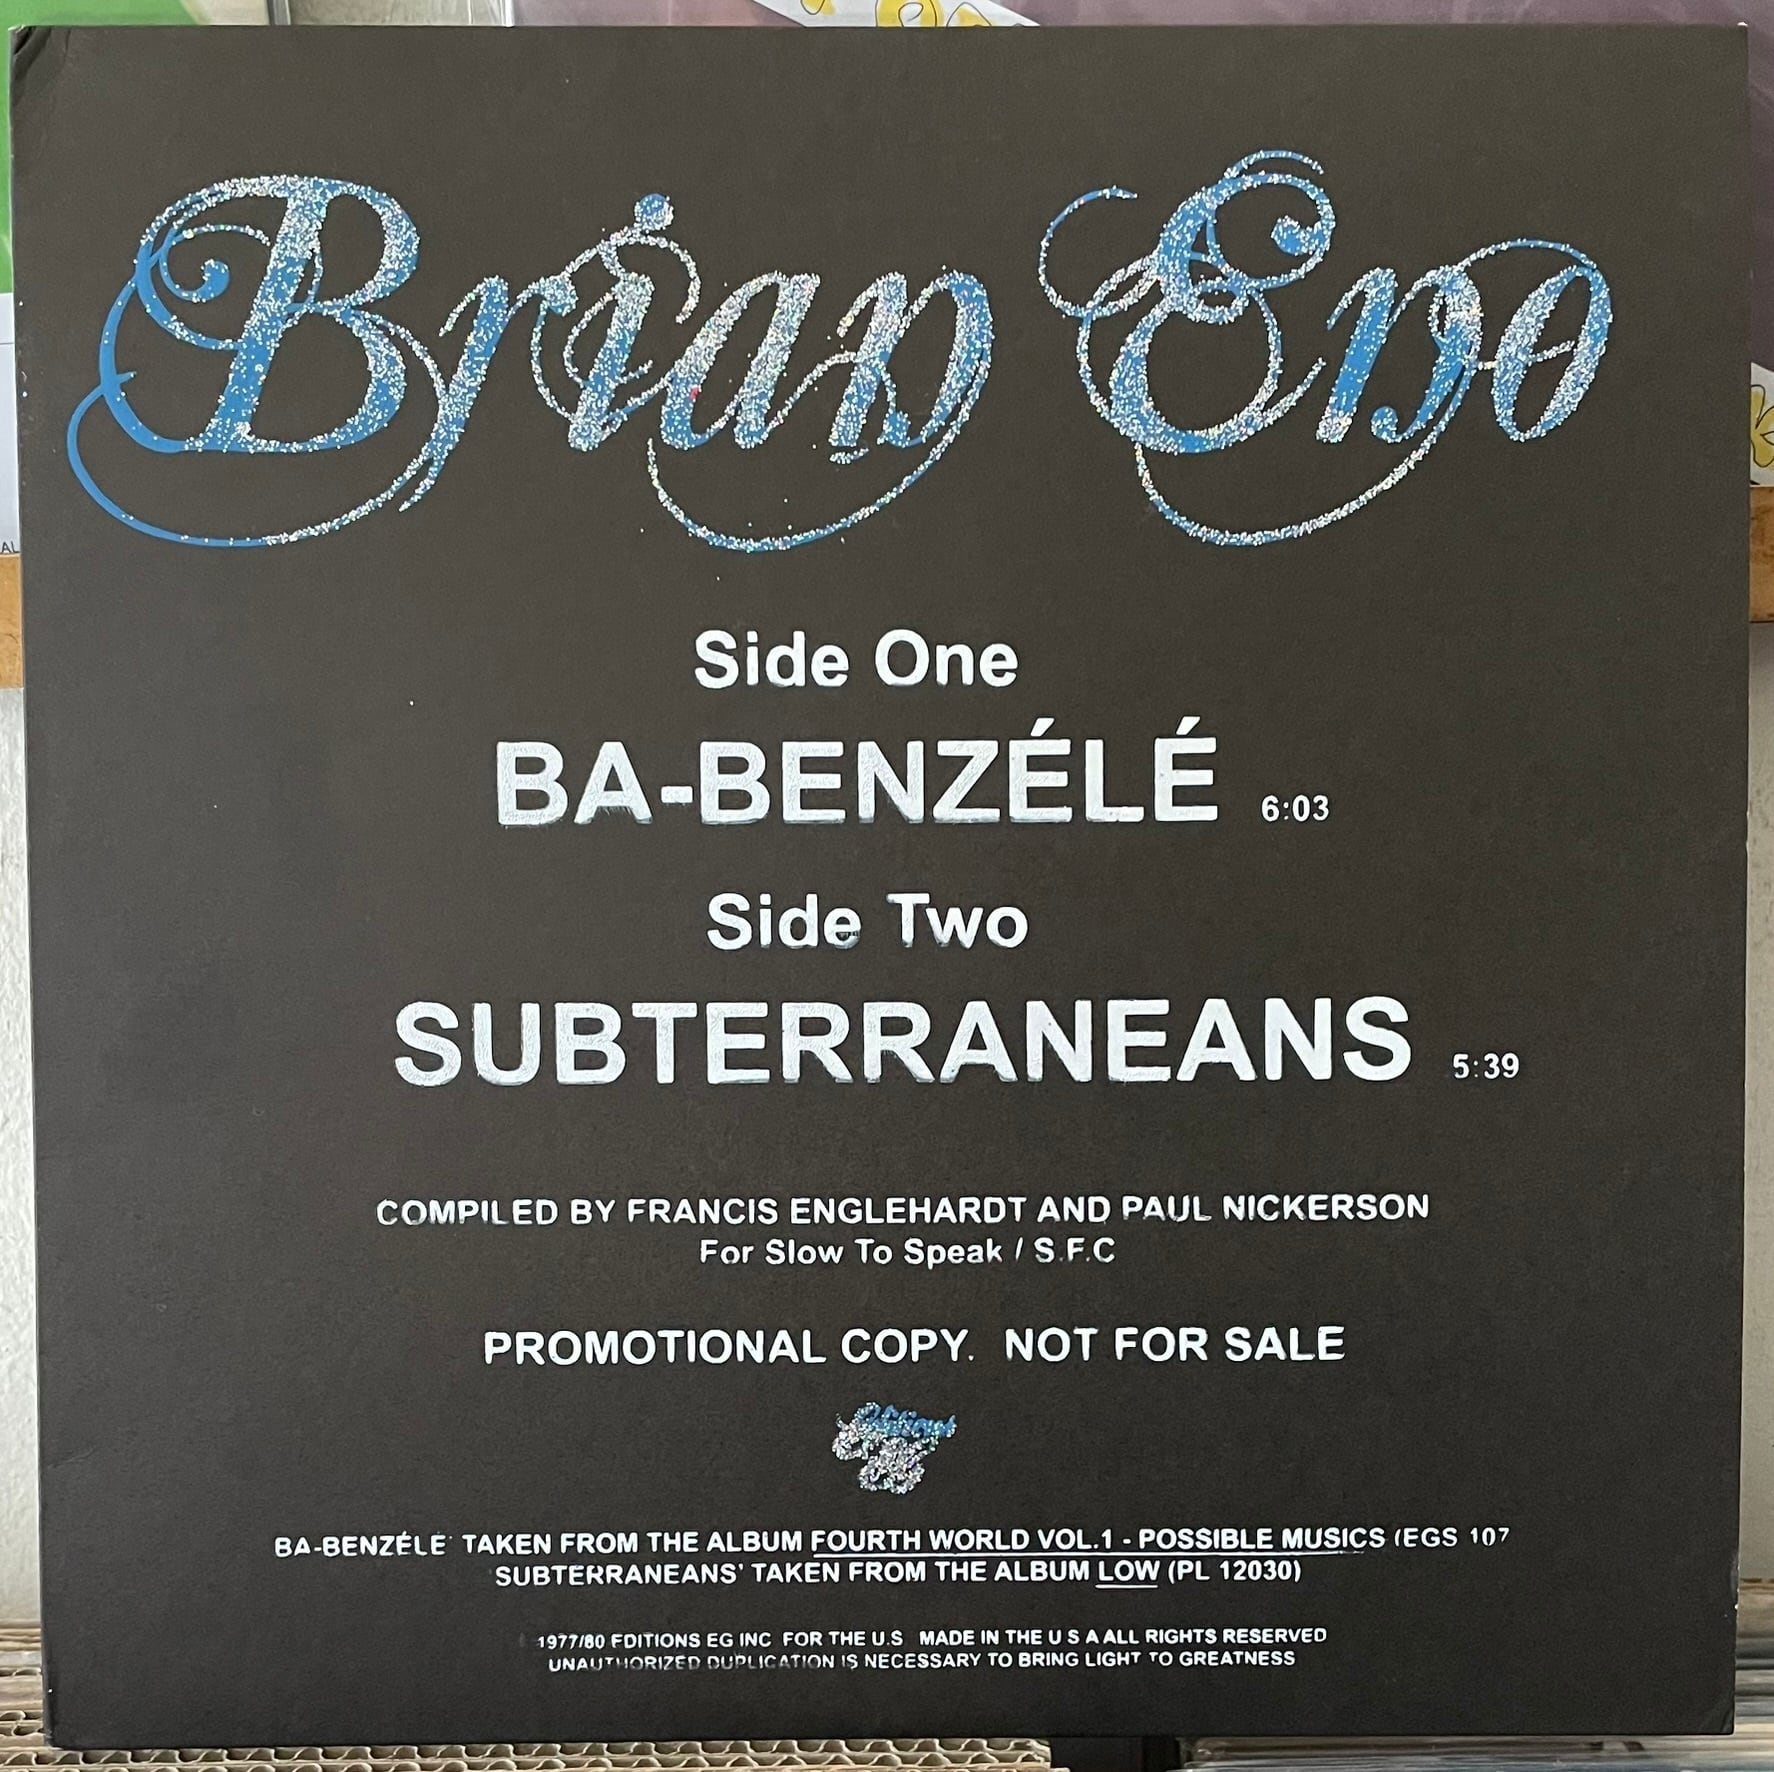 Brian Eno
Side One
BA-BENZÉLÉ 6:03
Side Two
SUBTERRANEANS 5:39
COMPILED BY FRANCIS ENGLEHARDT AND PAUL NICKERSON
For Slow To Speak / S.F.C
PROMOTIONAL COPY. NOT FOR SALE
BA-BENZÉLÉ' TAKEN FROM THE ALBUM FOURTH WORLD VOL.1 - POSSIBLE MUSICS (EGS 107
SUBTERRANEANS' TAKEN FROM THE ALBUM LOW (PL 12030)
1977/80 EDITIONS EG INC FOR THE U.S MADE IN THE U S A ALL RIGHTS RESERVED
UNAUTHORIZED DUPLICATION IS NECESSARY TO BRING LIGHT TO GREATNESS
AL